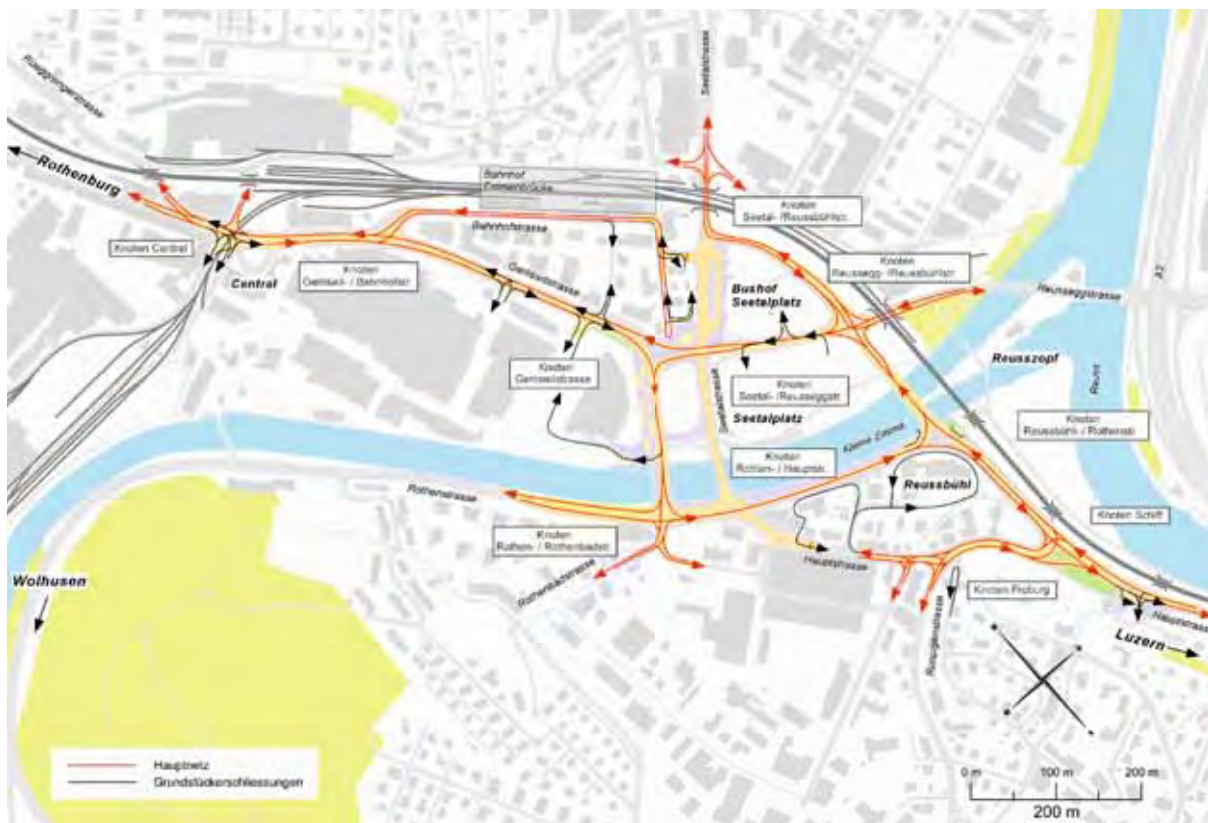 Seetalstrasse
Rothenburg
Bahnhof
Emmenbrücke
Knoten
Seetal- /Reussbühlstr.
Bahnhofstrasse
Knoten Central
Central
Knoten
Gerliswil- / Bahnhofstr
Gerliswilstrasse
Knoten
Reussegg- /Reussbühlstr.
A2
Reusseggstrasse
Bushof
Seetalplatz
Reusszopf
Reuss
Knoten
Gerliswilstrasse
Knoten
Seetal- /Reusseggstr
Seetalstrasse
Seetalplatz
Knoten
Reussbühl- / Rothenstr
Kleine Emme
Knoten
Rothen- / Hauptstr.
Rothenstrasse
Reussbühl
Knoten Schiff
Knoten
Rothen- / Rothenbadstr
Hauptstrasse
Wolhusen
Rothenbadstrasse
Knoten Frohburg
Hauptstrasse
Ruopigenstrasse
Luzern
Hauptnetz
Grundstückerschliessungen
0 m 100 m 200 m
200 m